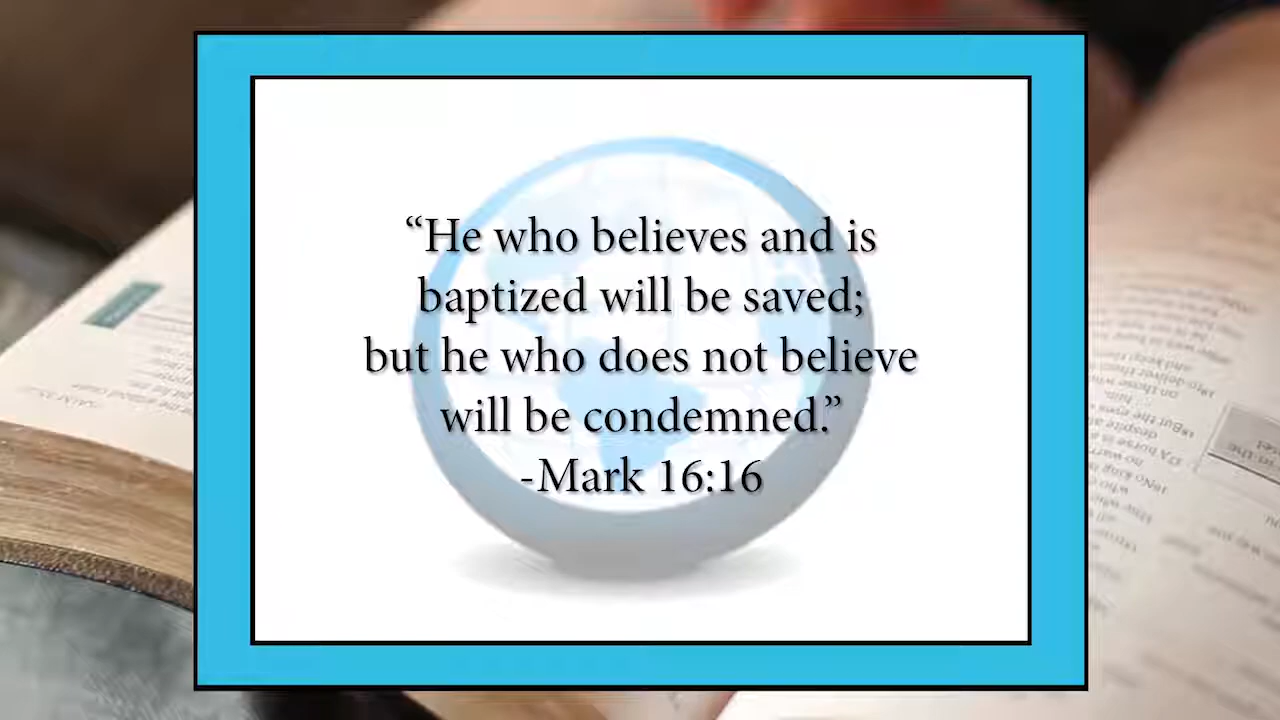 “He who believes and is
baptized will be saved;
but he who does not believe
will be condemned.”
-Mark 16:16